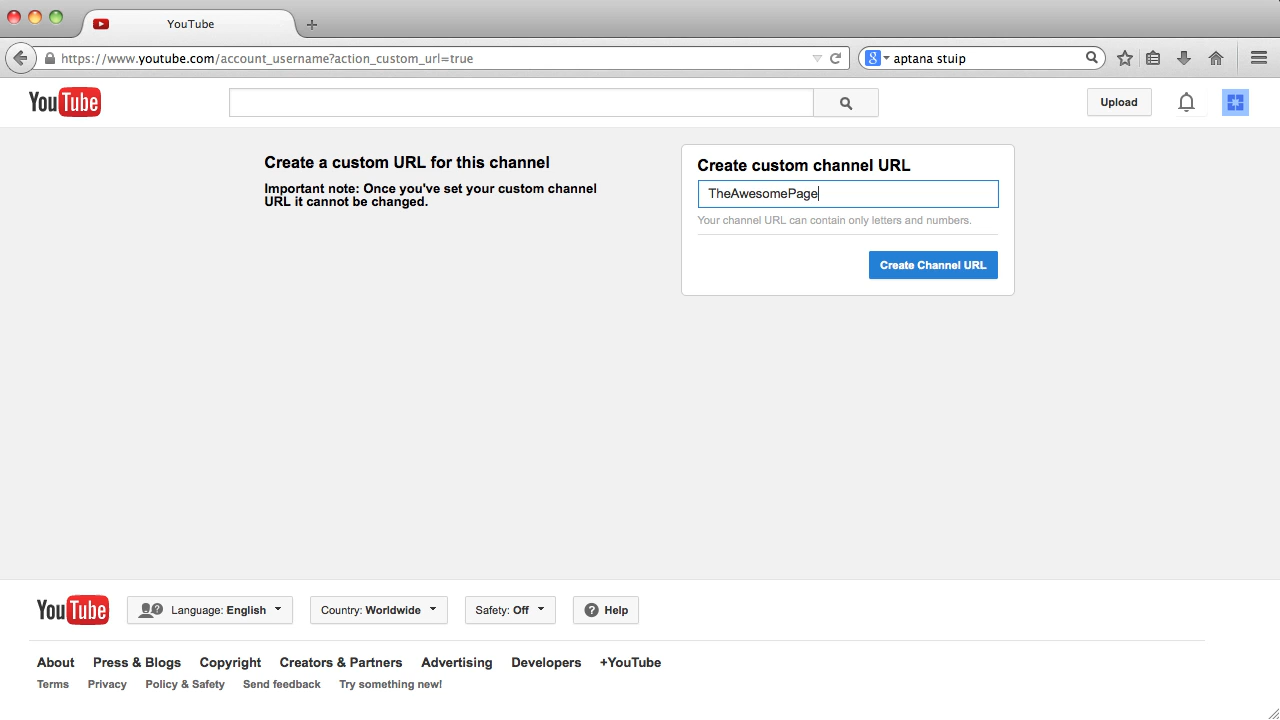 YouTube
https://www.youtube.com/account_username?action_custom_url=true
8
aptana stuip
YouTube
Upload
Create a custom URL for this channel
Important note: Once you've set your custom channel
URL it cannot be changed.
Create custom channel URL
TheAwesomePage
Your channel URL can contain only letters and numbers.
Create Channel URL
YouTube
Language: English
Country: Worldwide
Safety: Off
? Help
About Press & Blogs Copyright Creators & Partners Advertising Developers +YouTube
Terms Privacy Policy & Safety Send feedback Try something new!